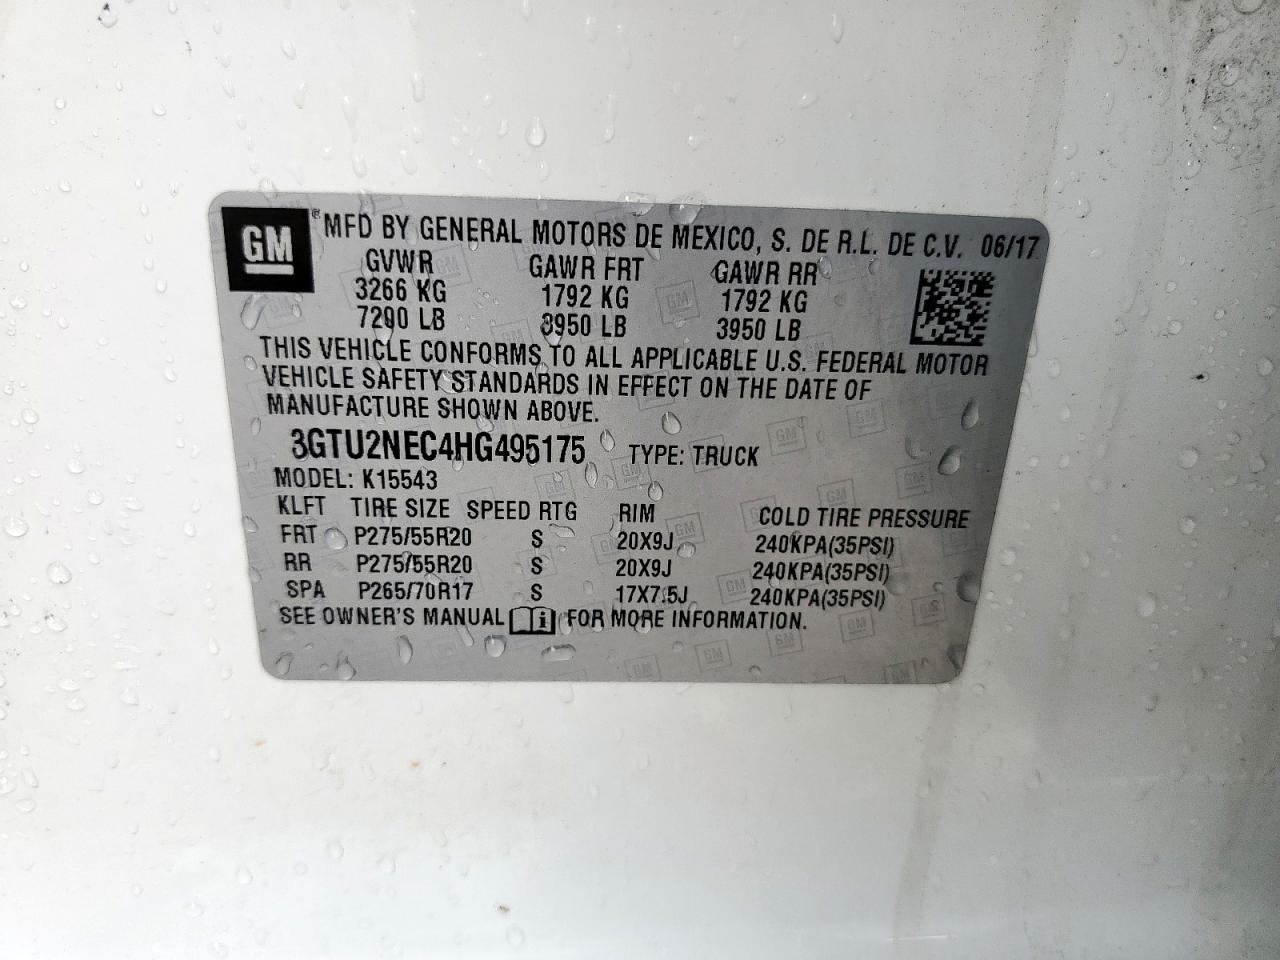 GM ® MFD BY GENERAL MOTORS DE MEXICO, S. DE R.L. DE C.V. 06/17
GVWR GAWR FRT GAWR RR
3266 KG 1792 KG 1792 KG
7200 LB 3950 LB 3950 LB
THIS VEHICLE CONFORMS TO ALL APPLICABLE U.S. FEDERAL MOTOR
VEHICLE SAFETY STANDARDS IN EFFECT ON THE DATE OF
MANUFACTURE SHOWN ABOVE.
3GTU2NEC4HG495175 TYPE: TRUCK
MODEL: K15543
KLFT TIRE SIZE SPEED RTG RIM COLD TIRE PRESSURE
FRT P275/55R20 S 20X9J 240KPA(35PSI)
RR P275/55R20 S 20X9J 240KPA(35PSI)
SPA P265/70R17 S 17X7.5J 240KPA(35PSI)
SEE OWNER'S MANUAL i FOR MORE INFORMATION.